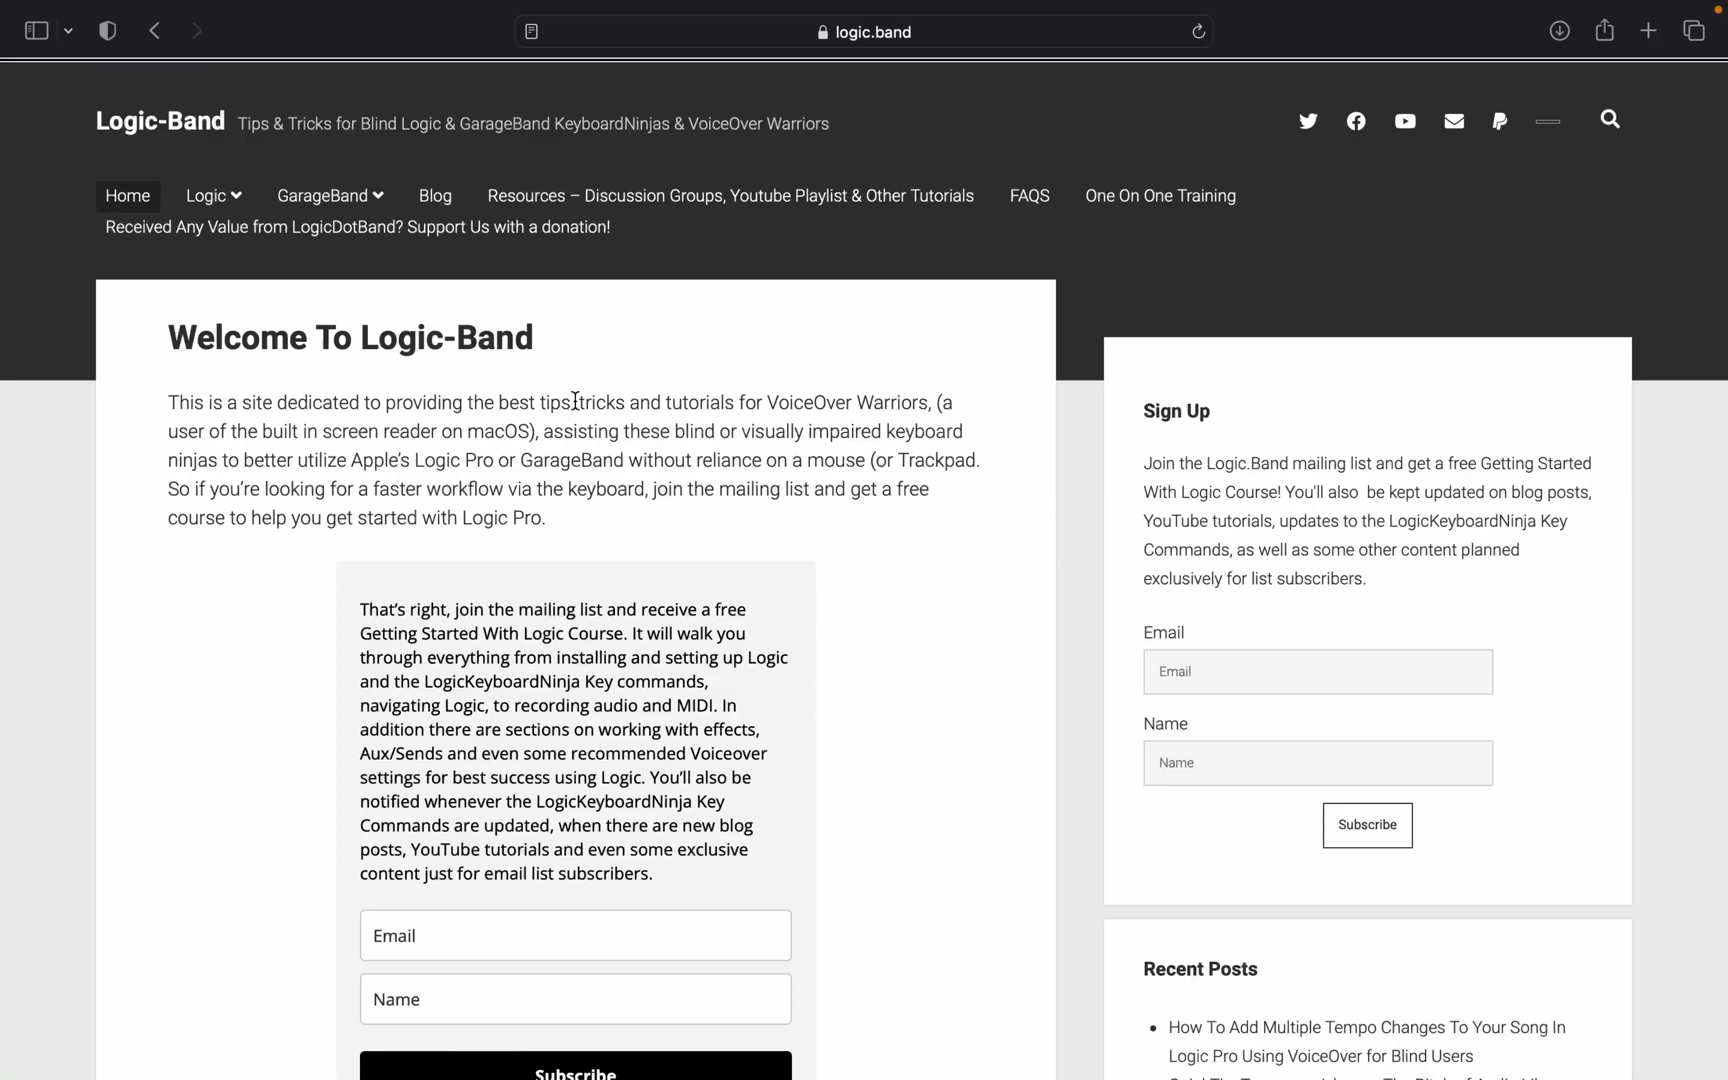 logic.band
Logic-Band Tips & Tricks for Blind Logic & GarageBand KeyboardNinjas & VoiceOver Warriors
Home Logic GarageBand Blog Resources – Discussion Groups, Youtube Playlist & Other Tutorials FAQS One On One Training
Received Any Value from LogicDotBand? Support Us with a donation!
Welcome To Logic-Band
This is a site dedicated to providing the best tips, tricks and tutorials for VoiceOver Warriors, (a
user of the built in screen reader on macOS), assisting these blind or visually impaired keyboard
ninjas to better utilize Apple’s Logic Pro or GarageBand without reliance on a mouse (or Trackpad.
So if you’re looking for a faster workflow via the keyboard, join the mailing list and get a free
course to help you get started with Logic Pro.
That’s right, join the mailing list and receive a free
Getting Started With Logic Course. It will walk you
through everything from installing and setting up Logic
and the LogicKeyboardNinja Key commands,
navigating Logic, to recording audio and MIDI. In
addition there are sections on working with effects,
Aux/Sends and even some recommended Voiceover
settings for best success using Logic. You’ll also be
notified whenever the LogicKeyboardNinja Key
Commands are updated, when there are new blog
posts, YouTube tutorials and even some exclusive
content just for email list subscribers.
Email
Name
Subscribe
Sign Up
Join the Logic.Band mailing list and get a free Getting Started
With Logic Course! You'll also be kept updated on blog posts,
YouTube tutorials, updates to the LogicKeyboardNinja Key
Commands, as well as some other content planned
exclusively for list subscribers.
Email
Email
Name
Name
Subscribe
Recent Posts
How To Add Multiple Tempo Changes To Your Song In
Logic Pro Using VoiceOver for Blind Users